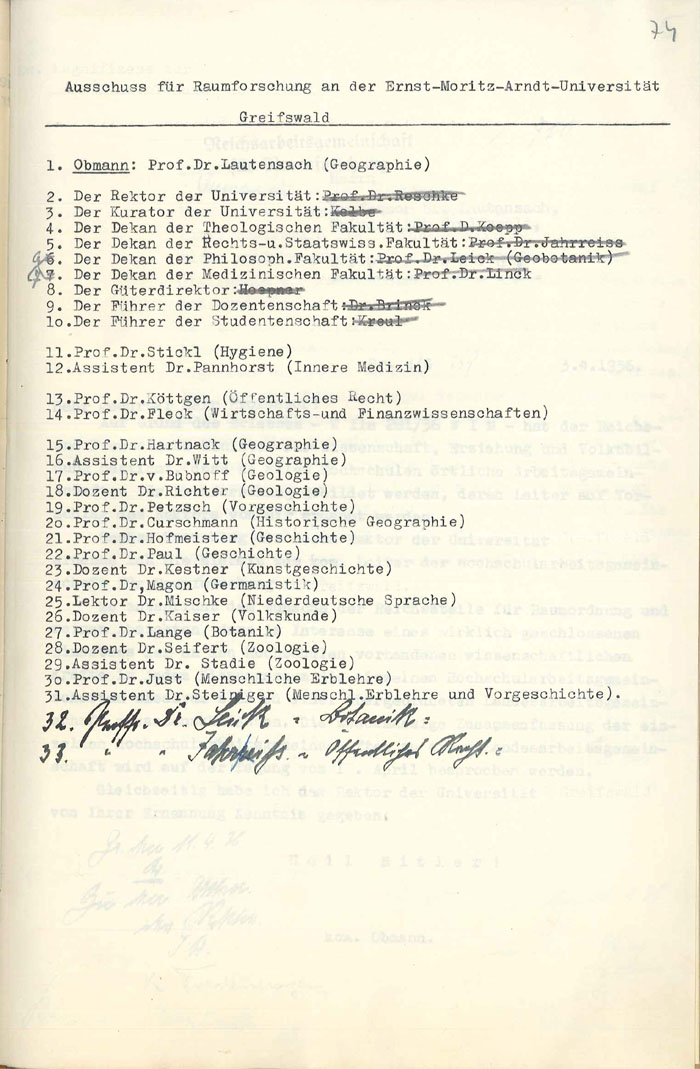 74
Ausschuss für Raumforschung an der Ernst-Moritz-Arndt-Universität
Greifswald
1. Obmann: Prof.Dr.Lautensach (Geographie)
2. Der Rektor der Universität:Prof.Dr.Reschke
3. Der Kurator der Universität:Kolbe
4. Der Dekan der Theologischen Fakultät:Prof.D.Koepp
5. Der Dekan der Rechts-u.Staatswiss.Fakultät:Prof.Dr.Jahrreiss
6. Der Dekan der Philosoph.Fakultät:Prof.Dr.Leick (Geobotanik)
7. Der Dekan der Medizinischen Fakultät:Prof.Dr.Linck
8. Der Güterdirektor:Hoepner
9. Der Führer der Dozentenschaft:Dr.Brinck
1o.Der Führer der Studentenschaft:Kreul
11.Prof.Dr.Stickl (Hygiene)
12.Assistent Dr.Pannhorst (Innere Medizin)
13.Prof.Dr.Köttgen (Öffentliches Recht)
14.Prof.Dr.Fleck (Wirtschafts-und Finanzwissenschaften)
15.Prof.Dr.Hartnack (Geographie)
16.Assistent Dr.Witt (Geographie)
17.Prof.Dr.v.Bubnoff (Geologie)
18.Dozent Dr.Richter (Geologie)
19.Prof.Dr.Petzsch (Vorgeschichte)
2o.Prof.Dr.Curschmann (Historische Geographie)
21.Prof.Dr.Hofmeister (Geschichte)
22.Prof.Dr.Paul (Geschichte)
23.Dozent Dr.Kestner (Kunstgeschichte)
24.Prof.Dr,Magon (Germanistik)
25.Lektor Dr.Mischke (Niederdeutsche Sprache)
26.Dozent Dr.Kaiser (Volkskunde)
27.Prof.Dr.Lange (Botanik)
28.Dozent Dr.Seifert (Zoologie)
29.Assistent Dr. Stadie (Zoologie)
3o.Prof.Dr.Just (Menschliche Erblehre)
31.Assistent Dr.Steiniger (Menschl.Erblehre und Vorgeschichte).
32. Proff. Dr. Leick = Botanik =
33. " " Jahrreiß = Öffentliches Recht. =